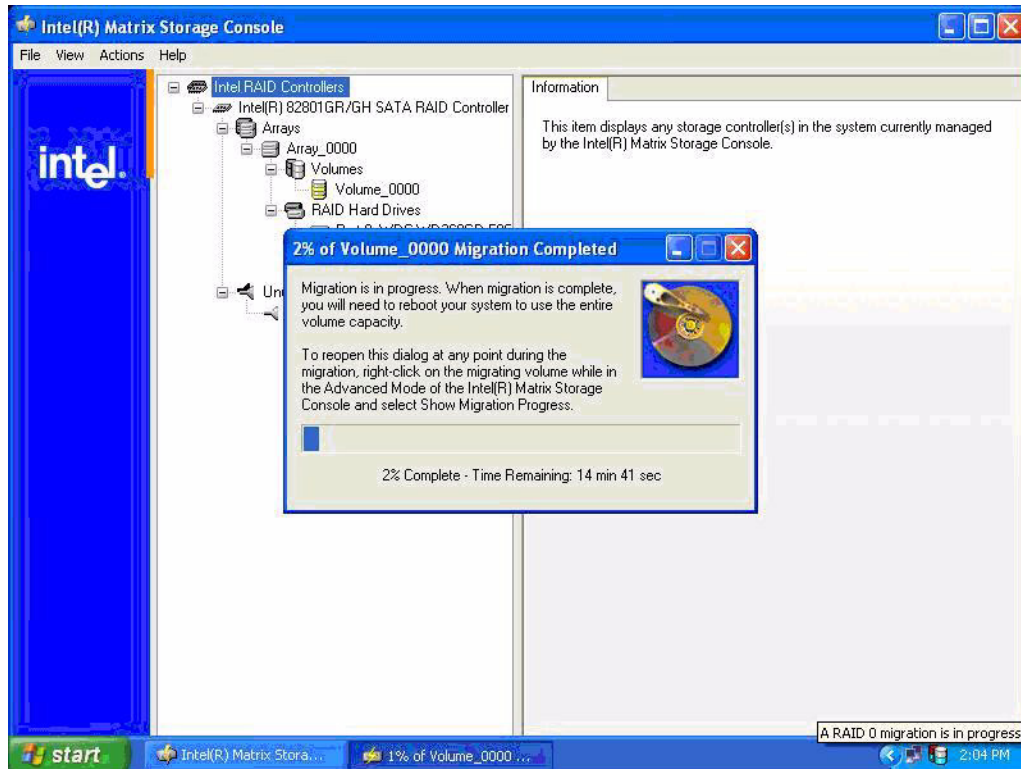 Intel(R) Matrix Storage Console
File View Actions Help
intel.
Intel RAID Controllers
Intel(R) 82801GR/GH SATA RAID Controller
Arrays
Array_0000
Volumes
Volume_0000
RAID Hard Drives
Information
This item displays any storage controller(s) in the system currently managed
by the Intel(R) Matrix Storage Console.
2% of Volume_0000 Migration Completed
Migration is in progress. When migration is complete,
you will need to reboot your system to use the entire
volume capacity.
To reopen this dialog at any point during the
migration, right-click on the migrating volume while in
the Advanced Mode of the Intel(R) Matrix Storage
Console and select Show Migration Progress.
2% Complete - Time Remaining: 14 min 41 sec
A RAID 0 migration is in progress
start
Intel(R) Matrix Stora...
1% of Volume_0000 ...
2:04 PM